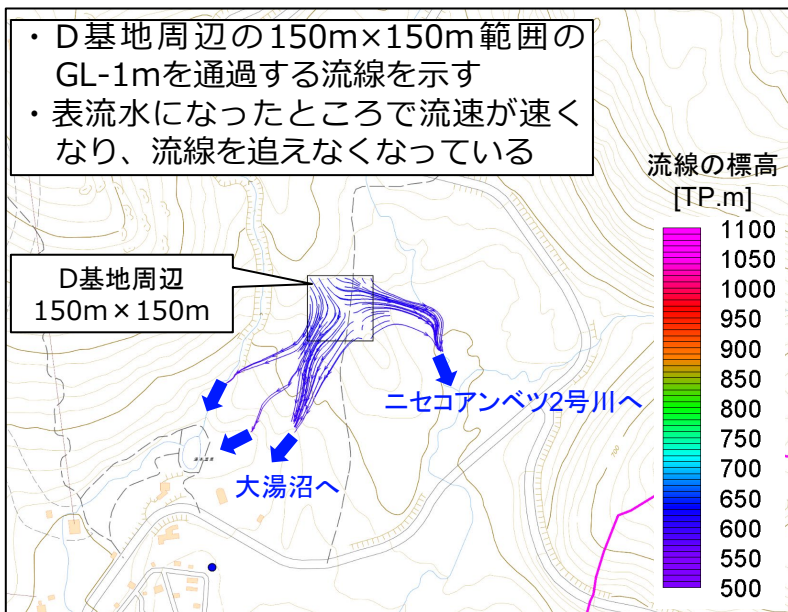 ・D基地周辺の150m×150m範囲の
GL-1mを通過する流線を示す
・表流水になったところで流速が速く
なり、流線を追えなくなっている
流線の標高
[TP.m]
1100
1050
1000
950
900
850
800
750
700
650
600
550
500
D基地周辺
150m×150m
ニセコアンベツ2号川へ
大湯沼へ
700